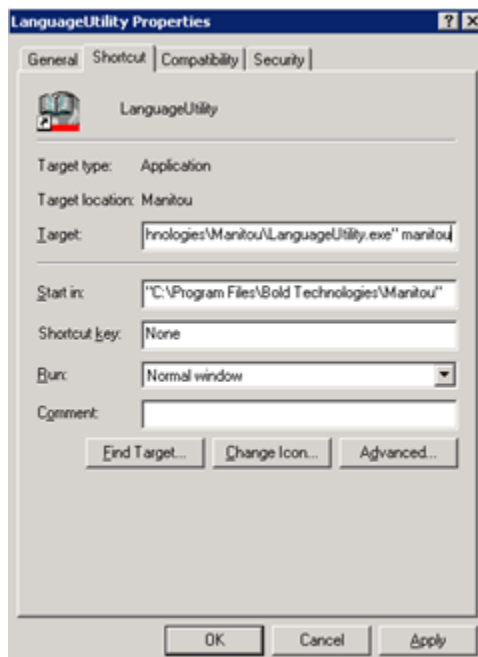 LanguageUtility Properties
General Shortcut Compatibility Security
LanguageUtility
Target type: Application
Target location: Manitou
Target: hnologies\Manitou\LanguageUtility.exe" manitou
Start in: "C:\Program Files\Bold Technologies\Manitou"
Shortcut key: None
Run: Normal window
Comment:
Find Target... Change Icon... Advanced...
OK Cancel Apply